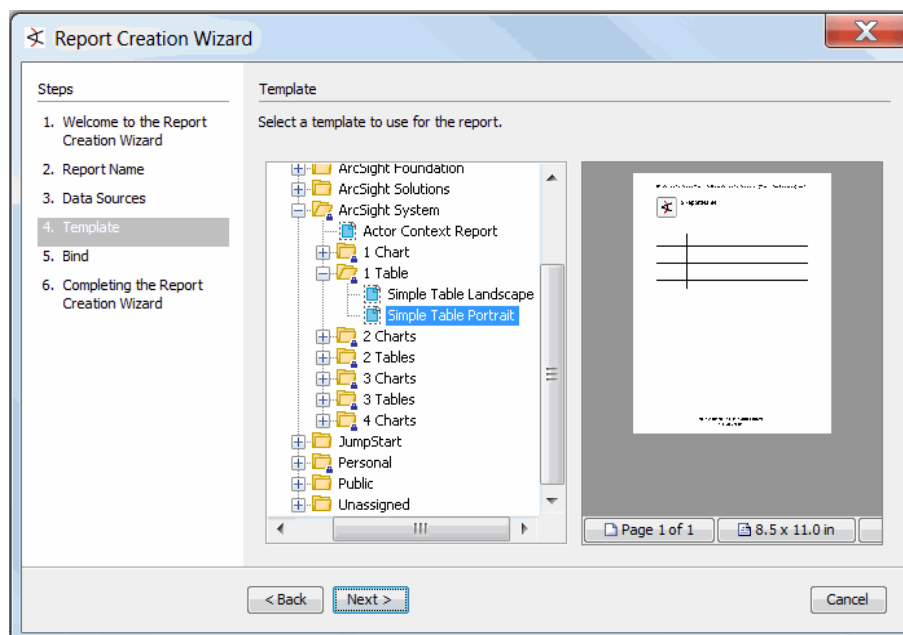 Report Creation Wizard
Steps
1. Welcome to the Report
Creation Wizard
2. Report Name
3. Data Sources
4. Template
5. Bind
6. Completing the Report
Creation Wizard
Template
Select a template to use for the report.
ArcSight Foundation
ArcSight Solutions
ArcSight System
Actor Context Report
1 Chart
1 Table
Simple Table Landscape
Simple Table Portrait
2 Charts
2 Tables
3 Charts
3 Tables
4 Charts
JumpStart
Personal
Public
Unassigned
Page 1 of 1
8.5 x 11.0 in
< Back
Next >
Cancel